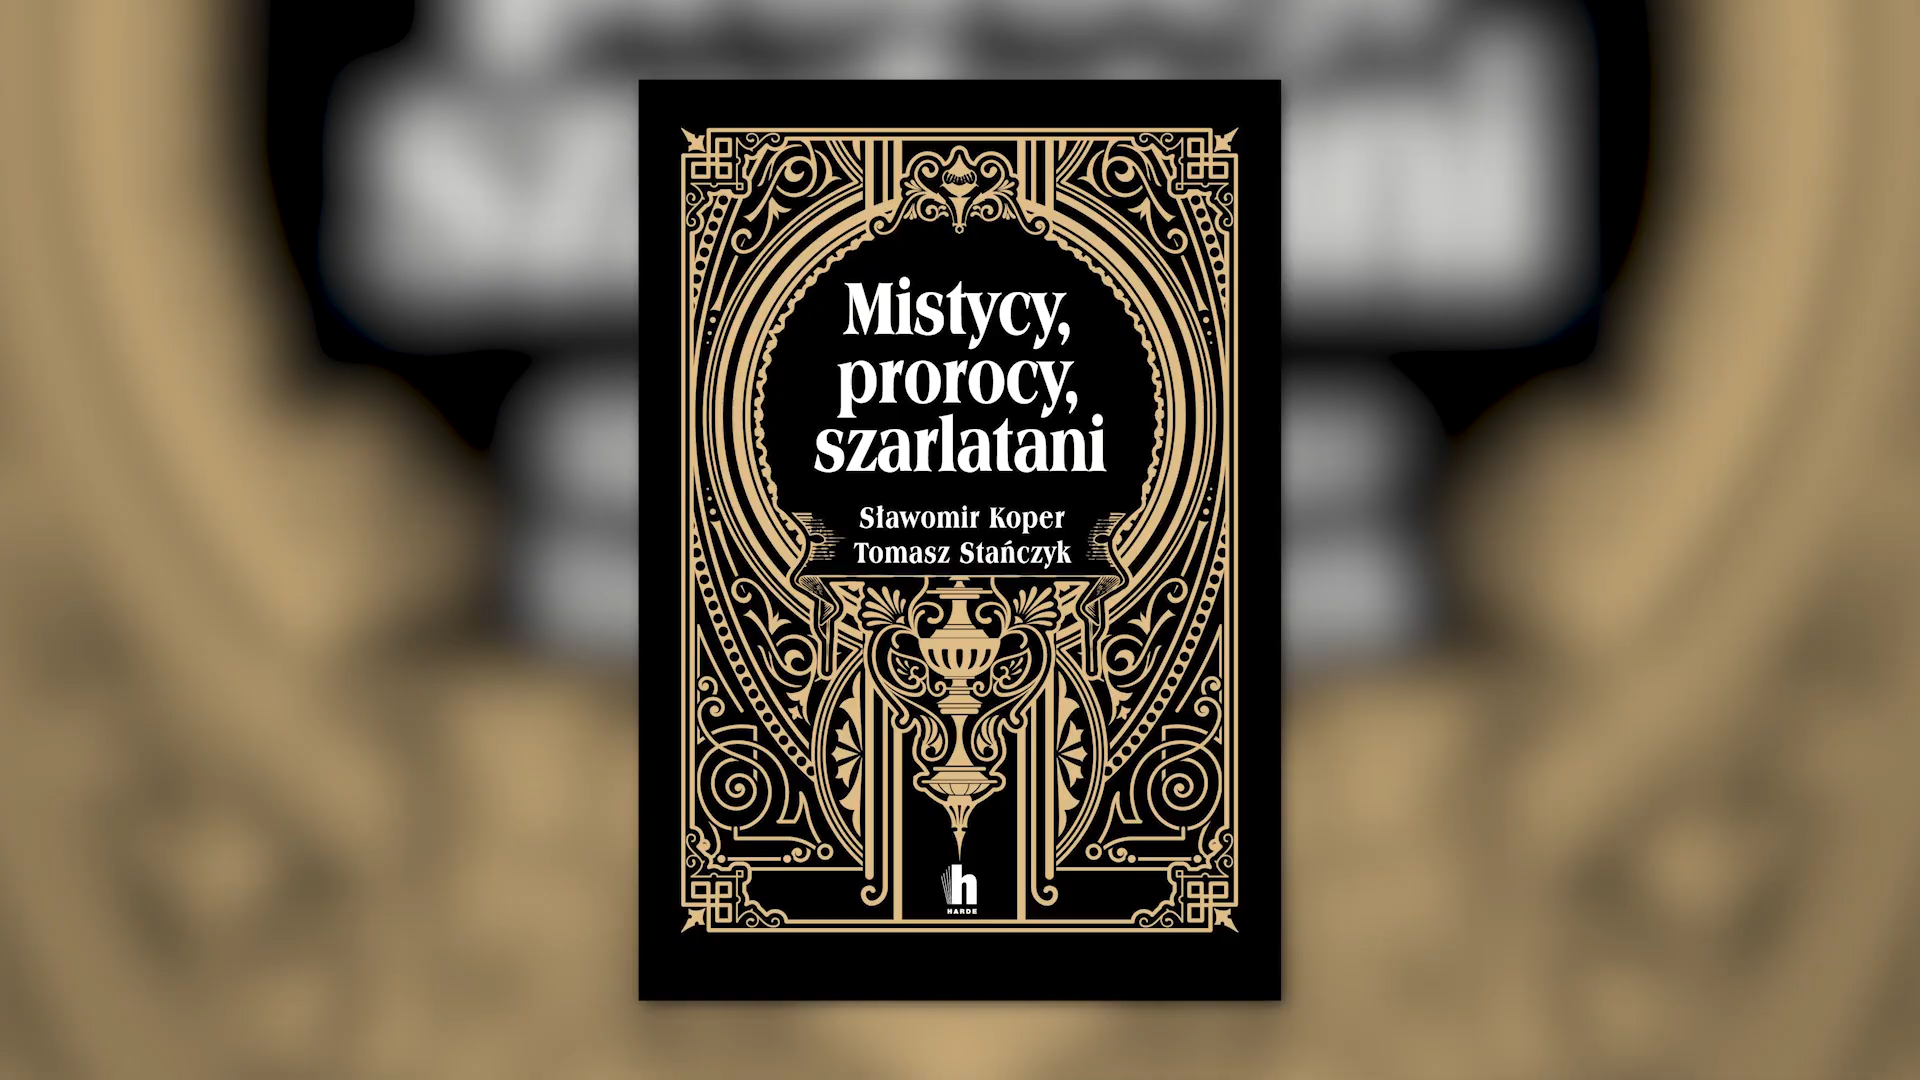 Mistycy,
prorocy,
szarlatani
Sławomir Koper
Tomasz Stańczyk
h
HARDE